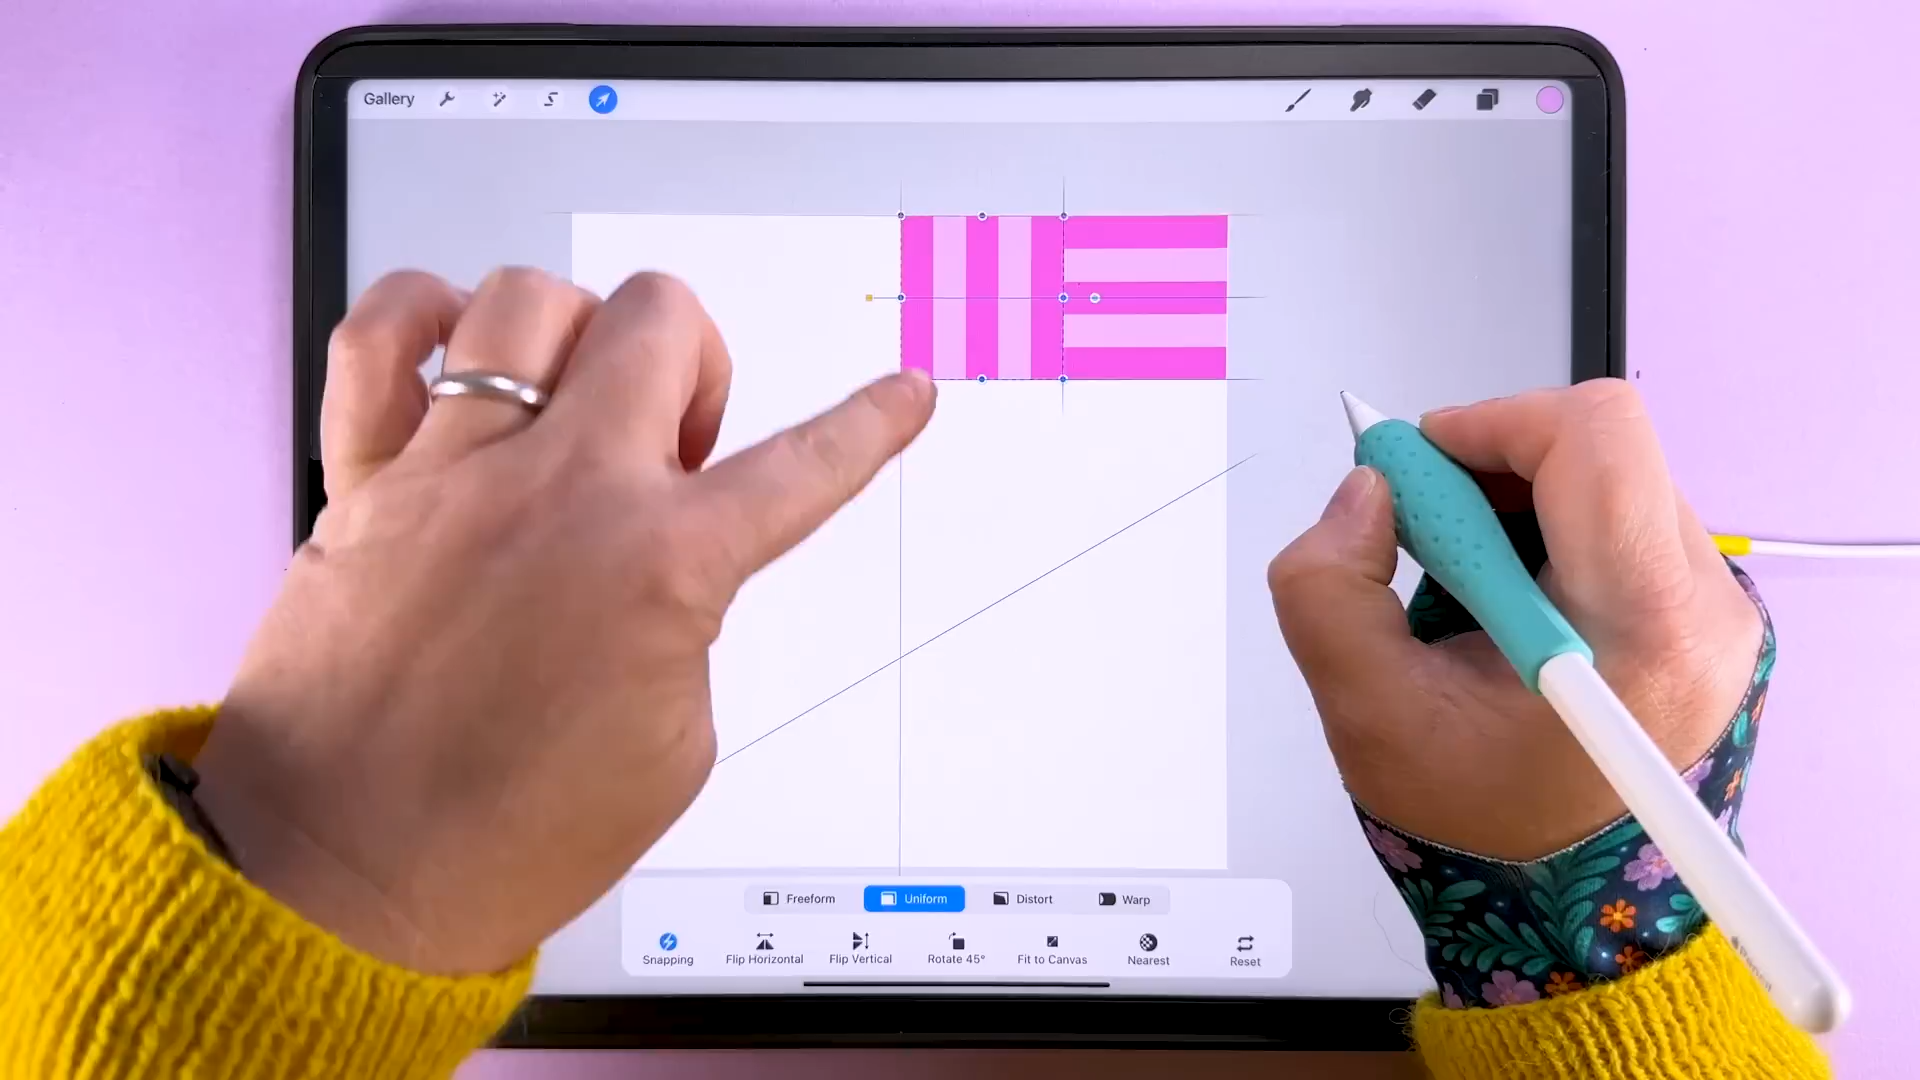 Gallery
Freeform Uniform Distort Warp
Snapping Flip Horizontal Flip Vertical Rotate 45° Fit to Canvas Nearest Reset